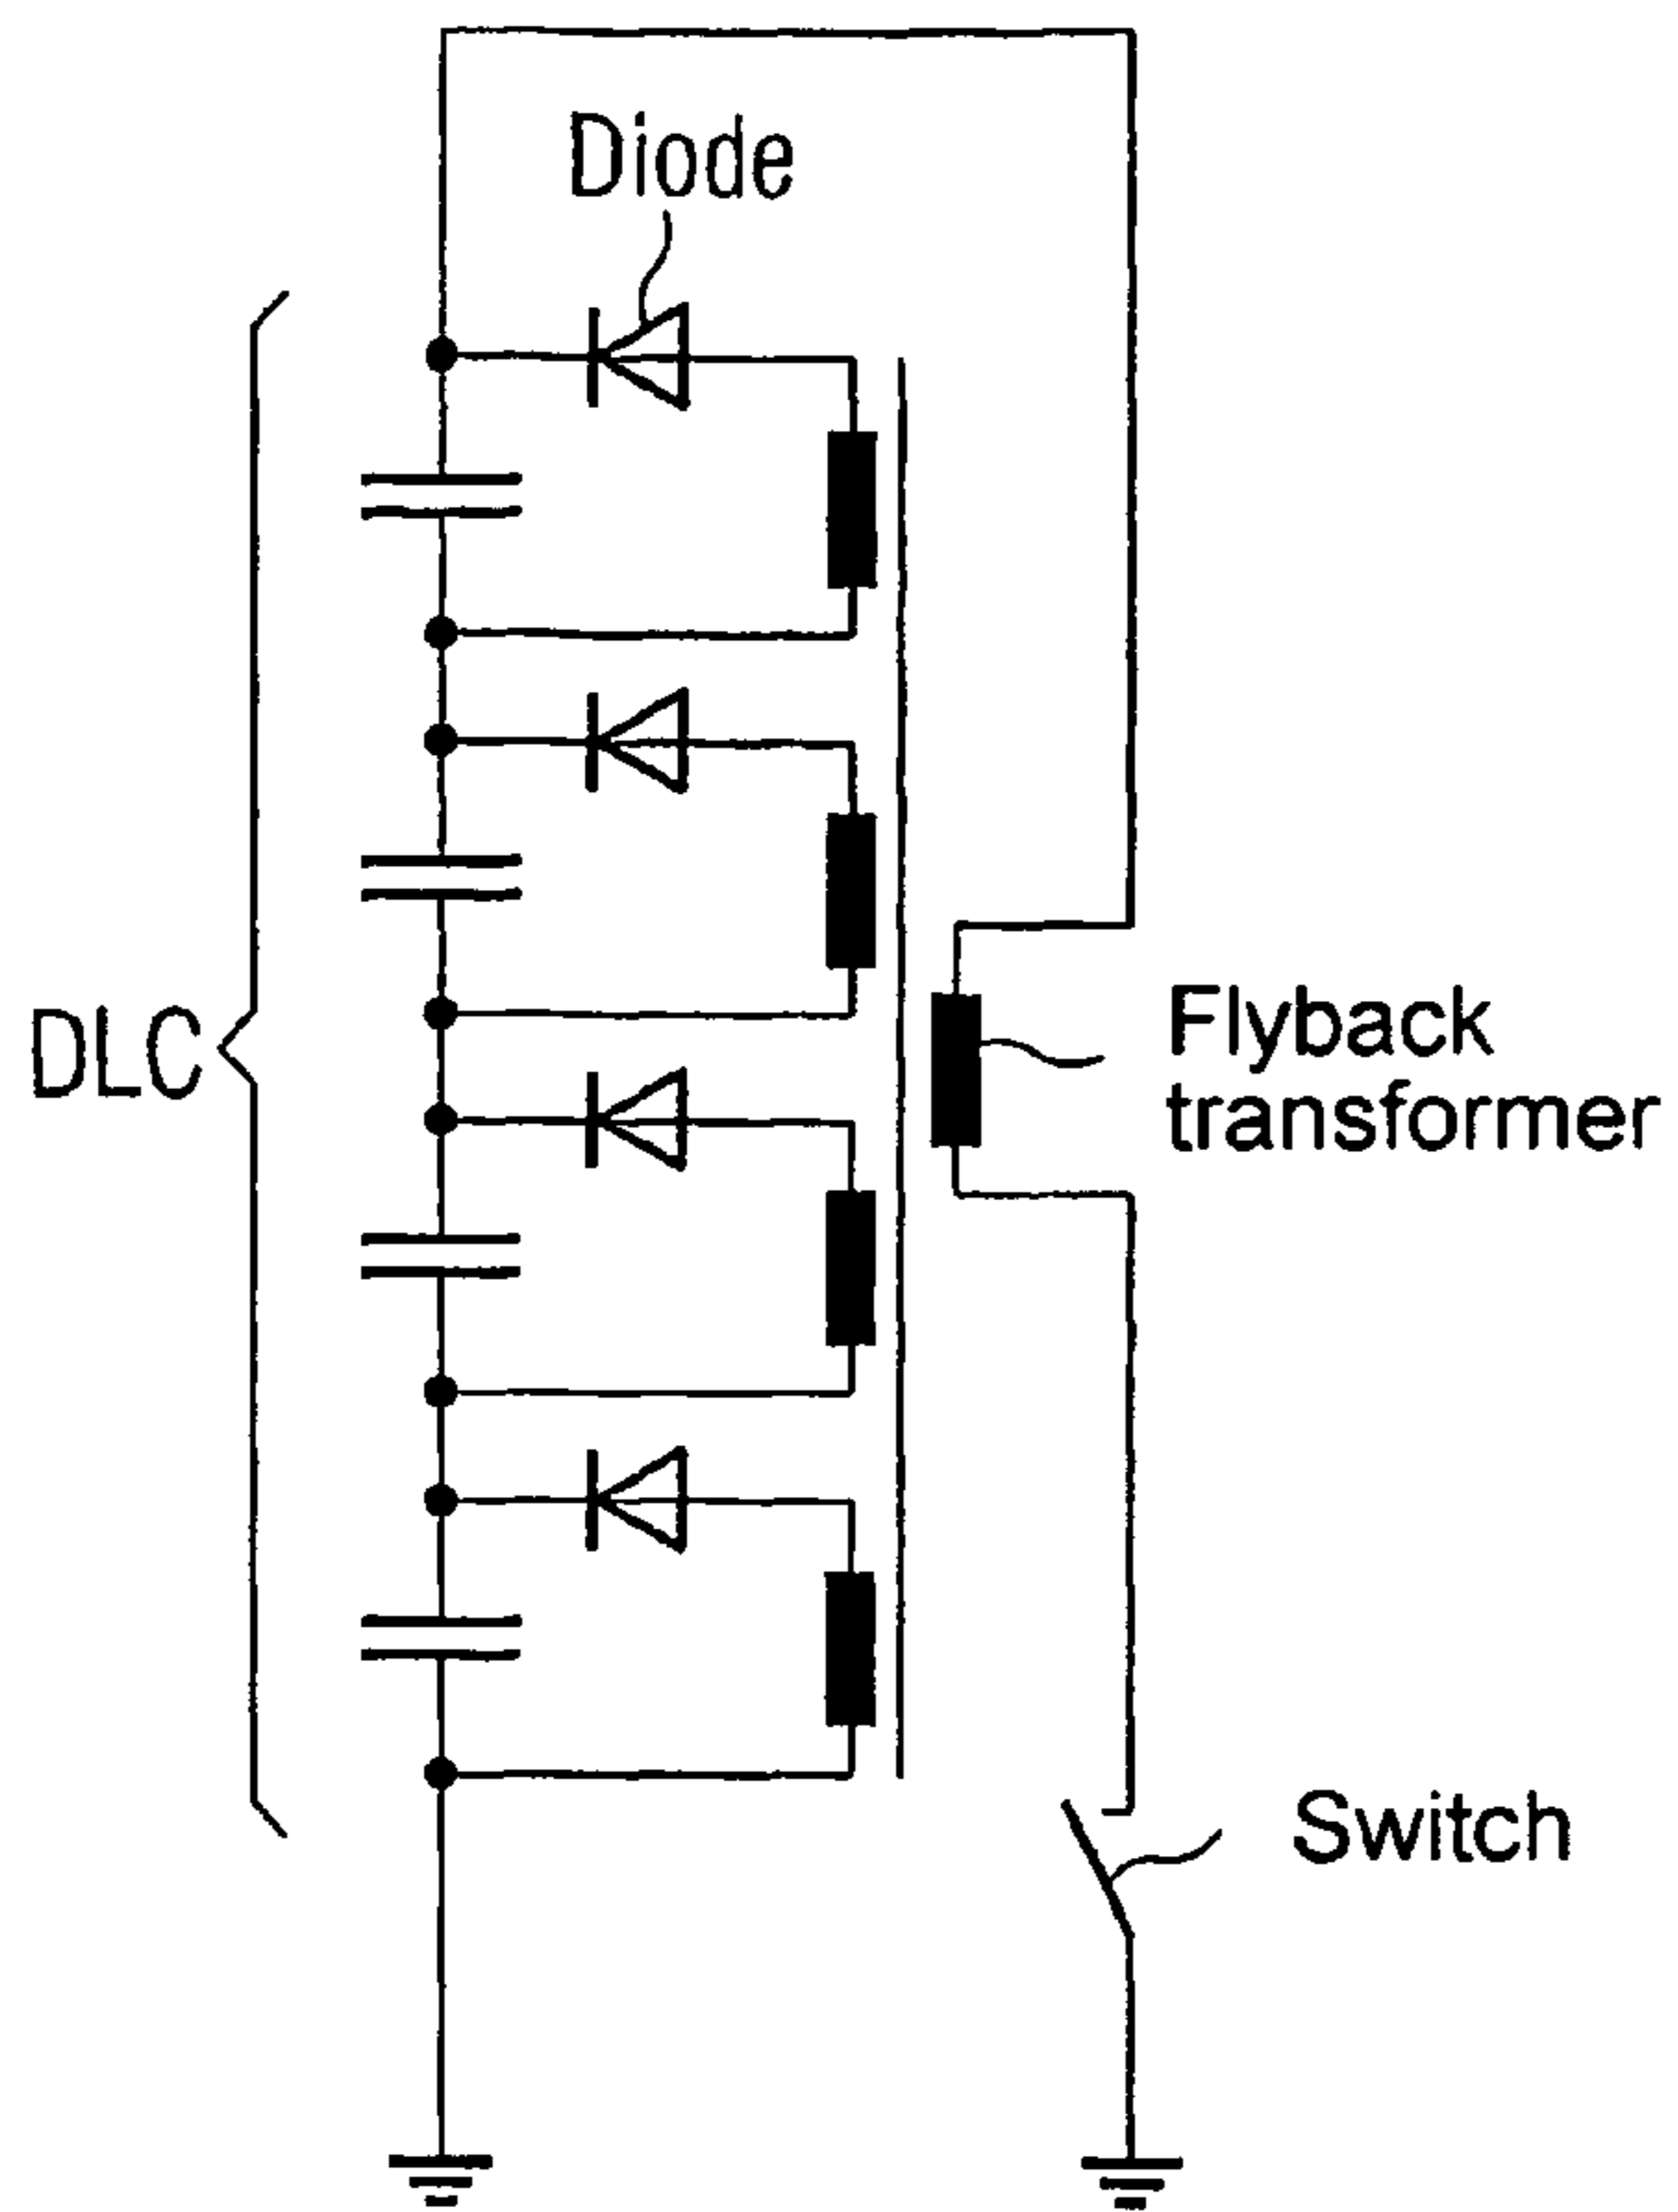 Diode
DLC
Flyback
transformer
Switch